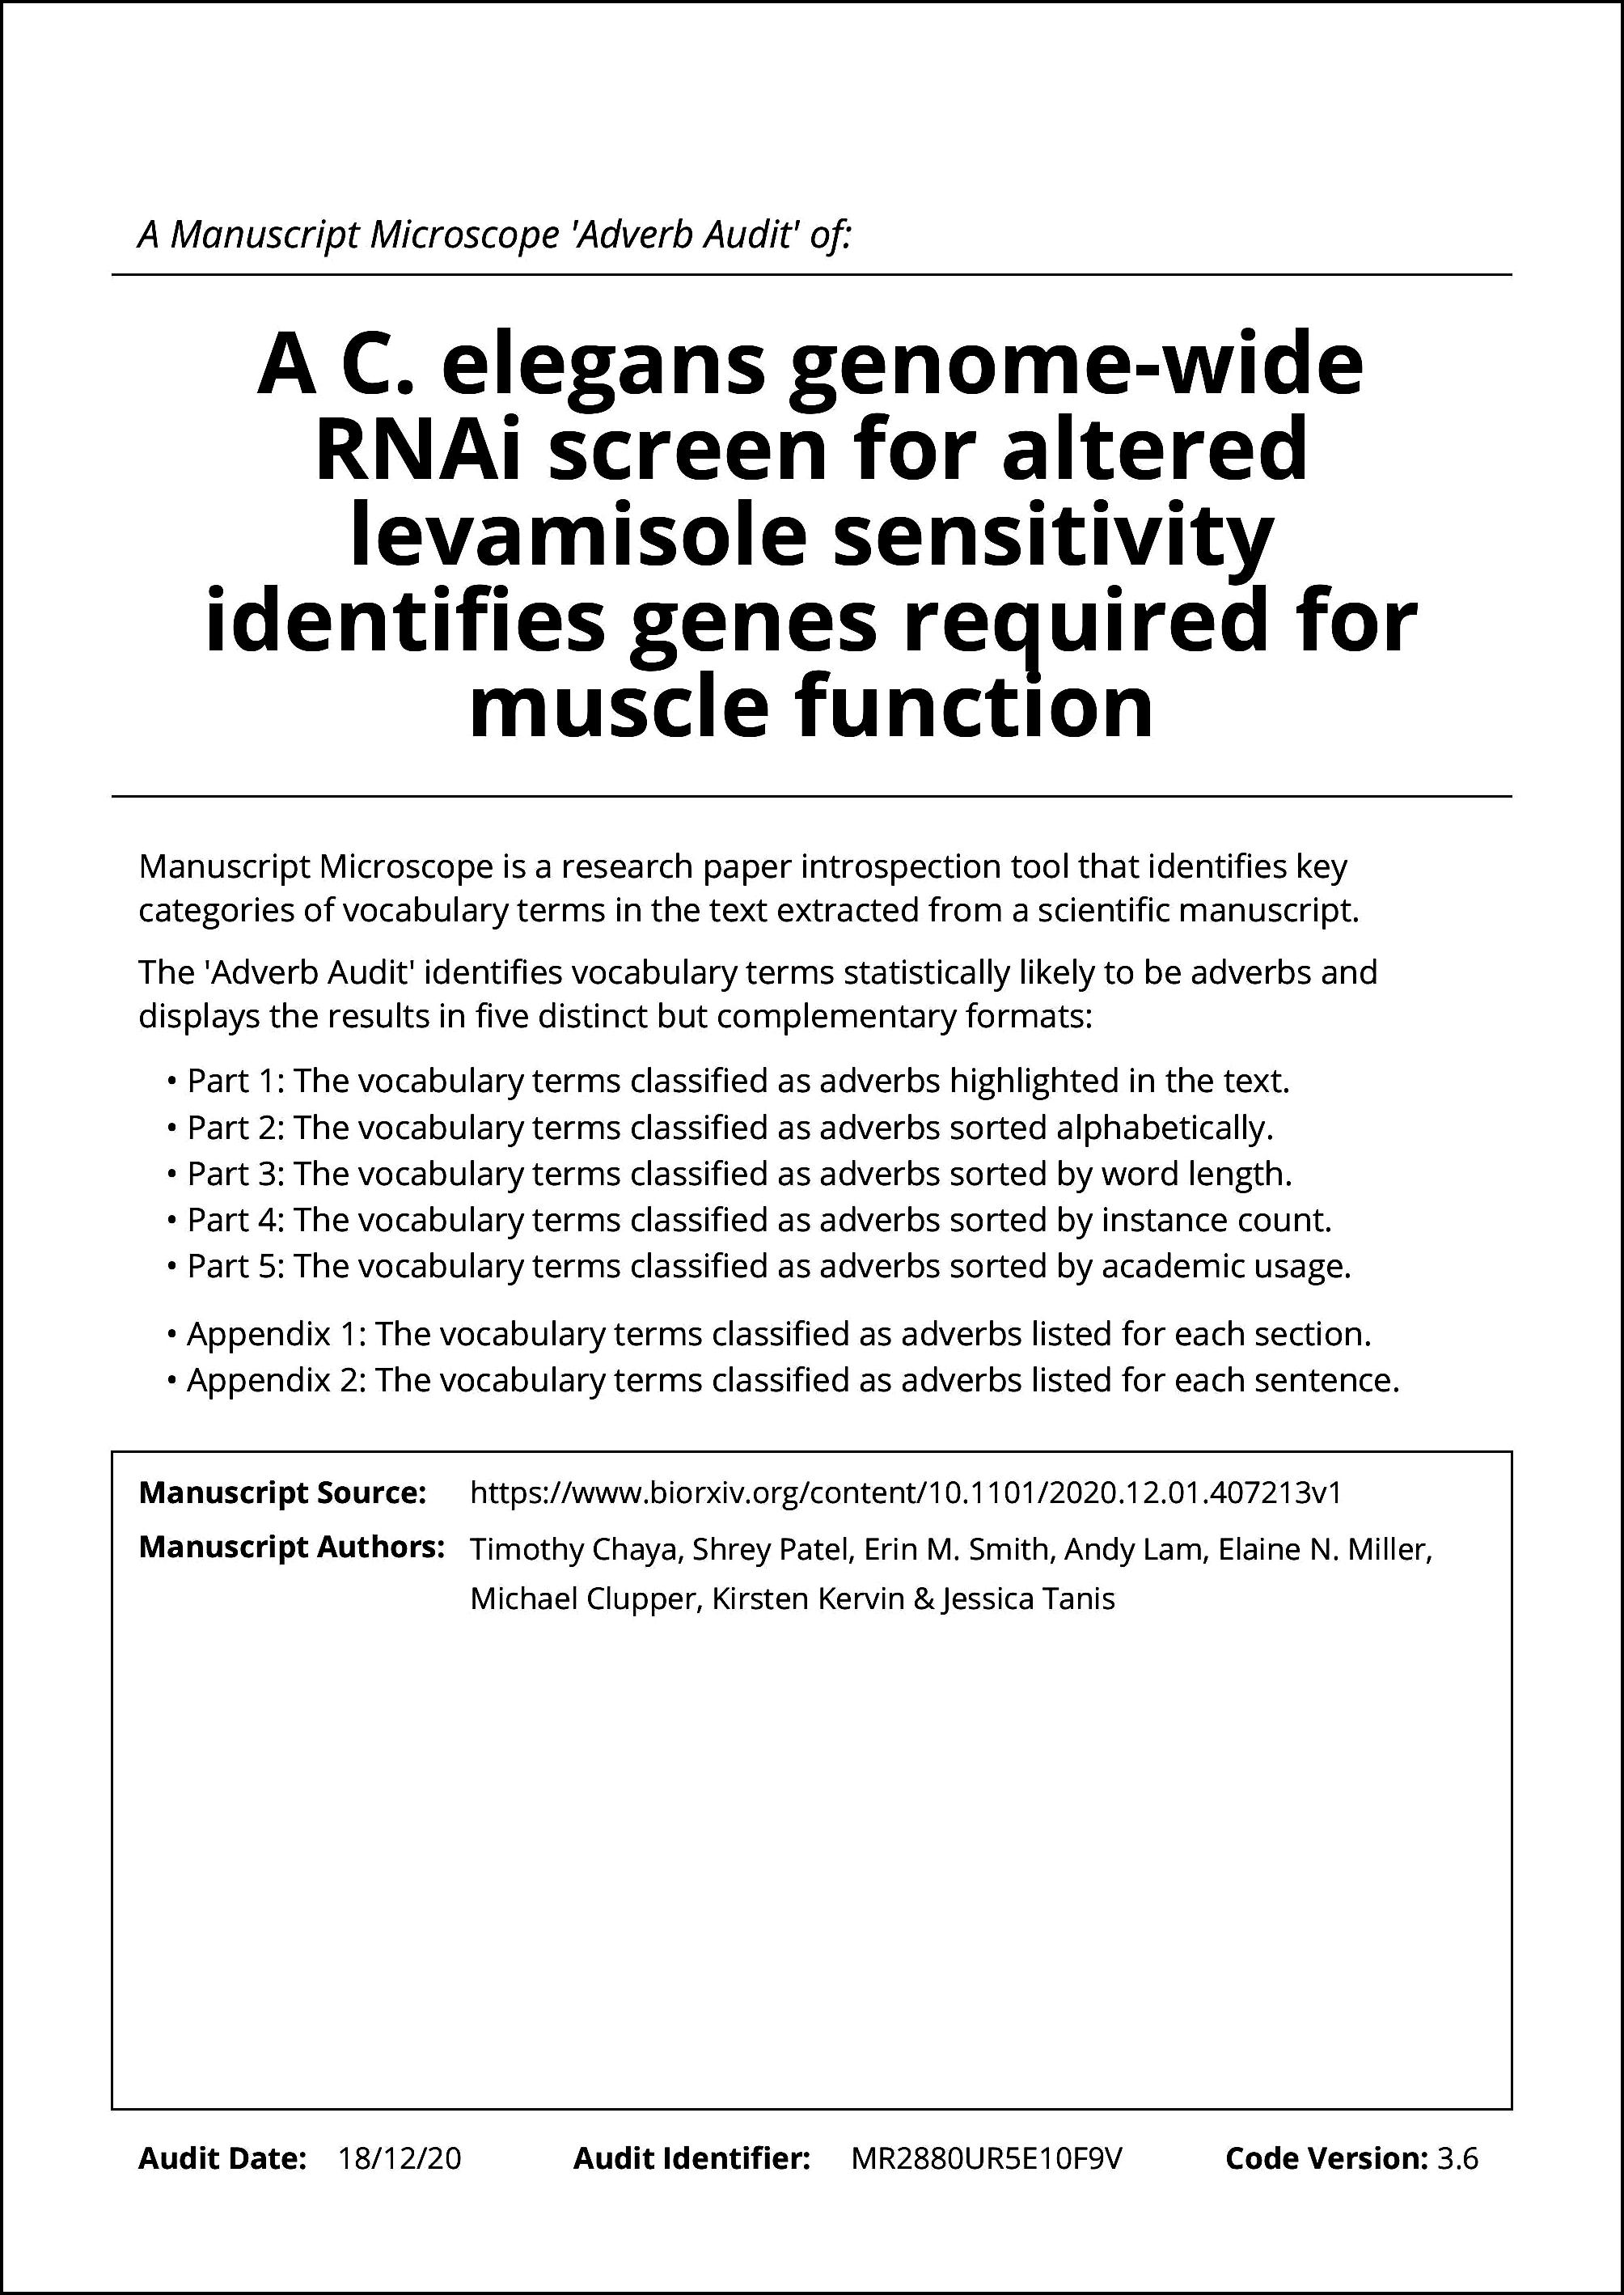 A Manuscript Microscope 'Adverb Audit' of:
A C. elegans genome-wide
RNAi screen for altered
levamisole sensitivity
identifies genes required for
muscle function
Manuscript Microscope is a research paper introspection tool that identifies key
categories of vocabulary terms in the text extracted from a scientific manuscript.
The 'Adverb Audit' identifies vocabulary terms statistically likely to be adverbs and
displays the results in five distinct but complementary formats:
• Part 1: The vocabulary terms classified as adverbs highlighted in the text.
• Part 2: The vocabulary terms classified as adverbs sorted alphabetically.
• Part 3: The vocabulary terms classified as adverbs sorted by word length.
• Part 4: The vocabulary terms classified as adverbs sorted by instance count.
• Part 5: The vocabulary terms classified as adverbs sorted by academic usage.
• Appendix 1: The vocabulary terms classified as adverbs listed for each section.
• Appendix 2: The vocabulary terms classified as adverbs listed for each sentence.
Manuscript Source: https://www.biorxiv.org/content/10.1101/2020.12.01.407213v1
Manuscript Authors: Timothy Chaya, Shrey Patel, Erin M. Smith, Andy Lam, Elaine N. Miller,
Michael Clupper, Kirsten Kervin & Jessica Tanis
Audit Date: 18/12/20 Audit Identifier: MR2880UR5E10F9V Code Version: 3.6